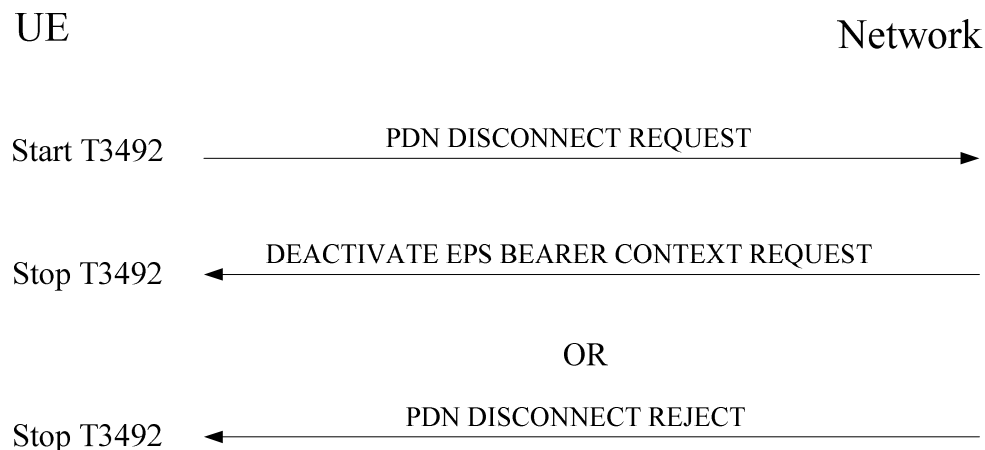 UE
Network
Start T3492
PDN DISCONNECT REQUEST
DEACTIVATE EPS BEARER CONTEXT REQUEST
Stop T3492
OR
PDN DISCONNECT REJECT
Stop T3492